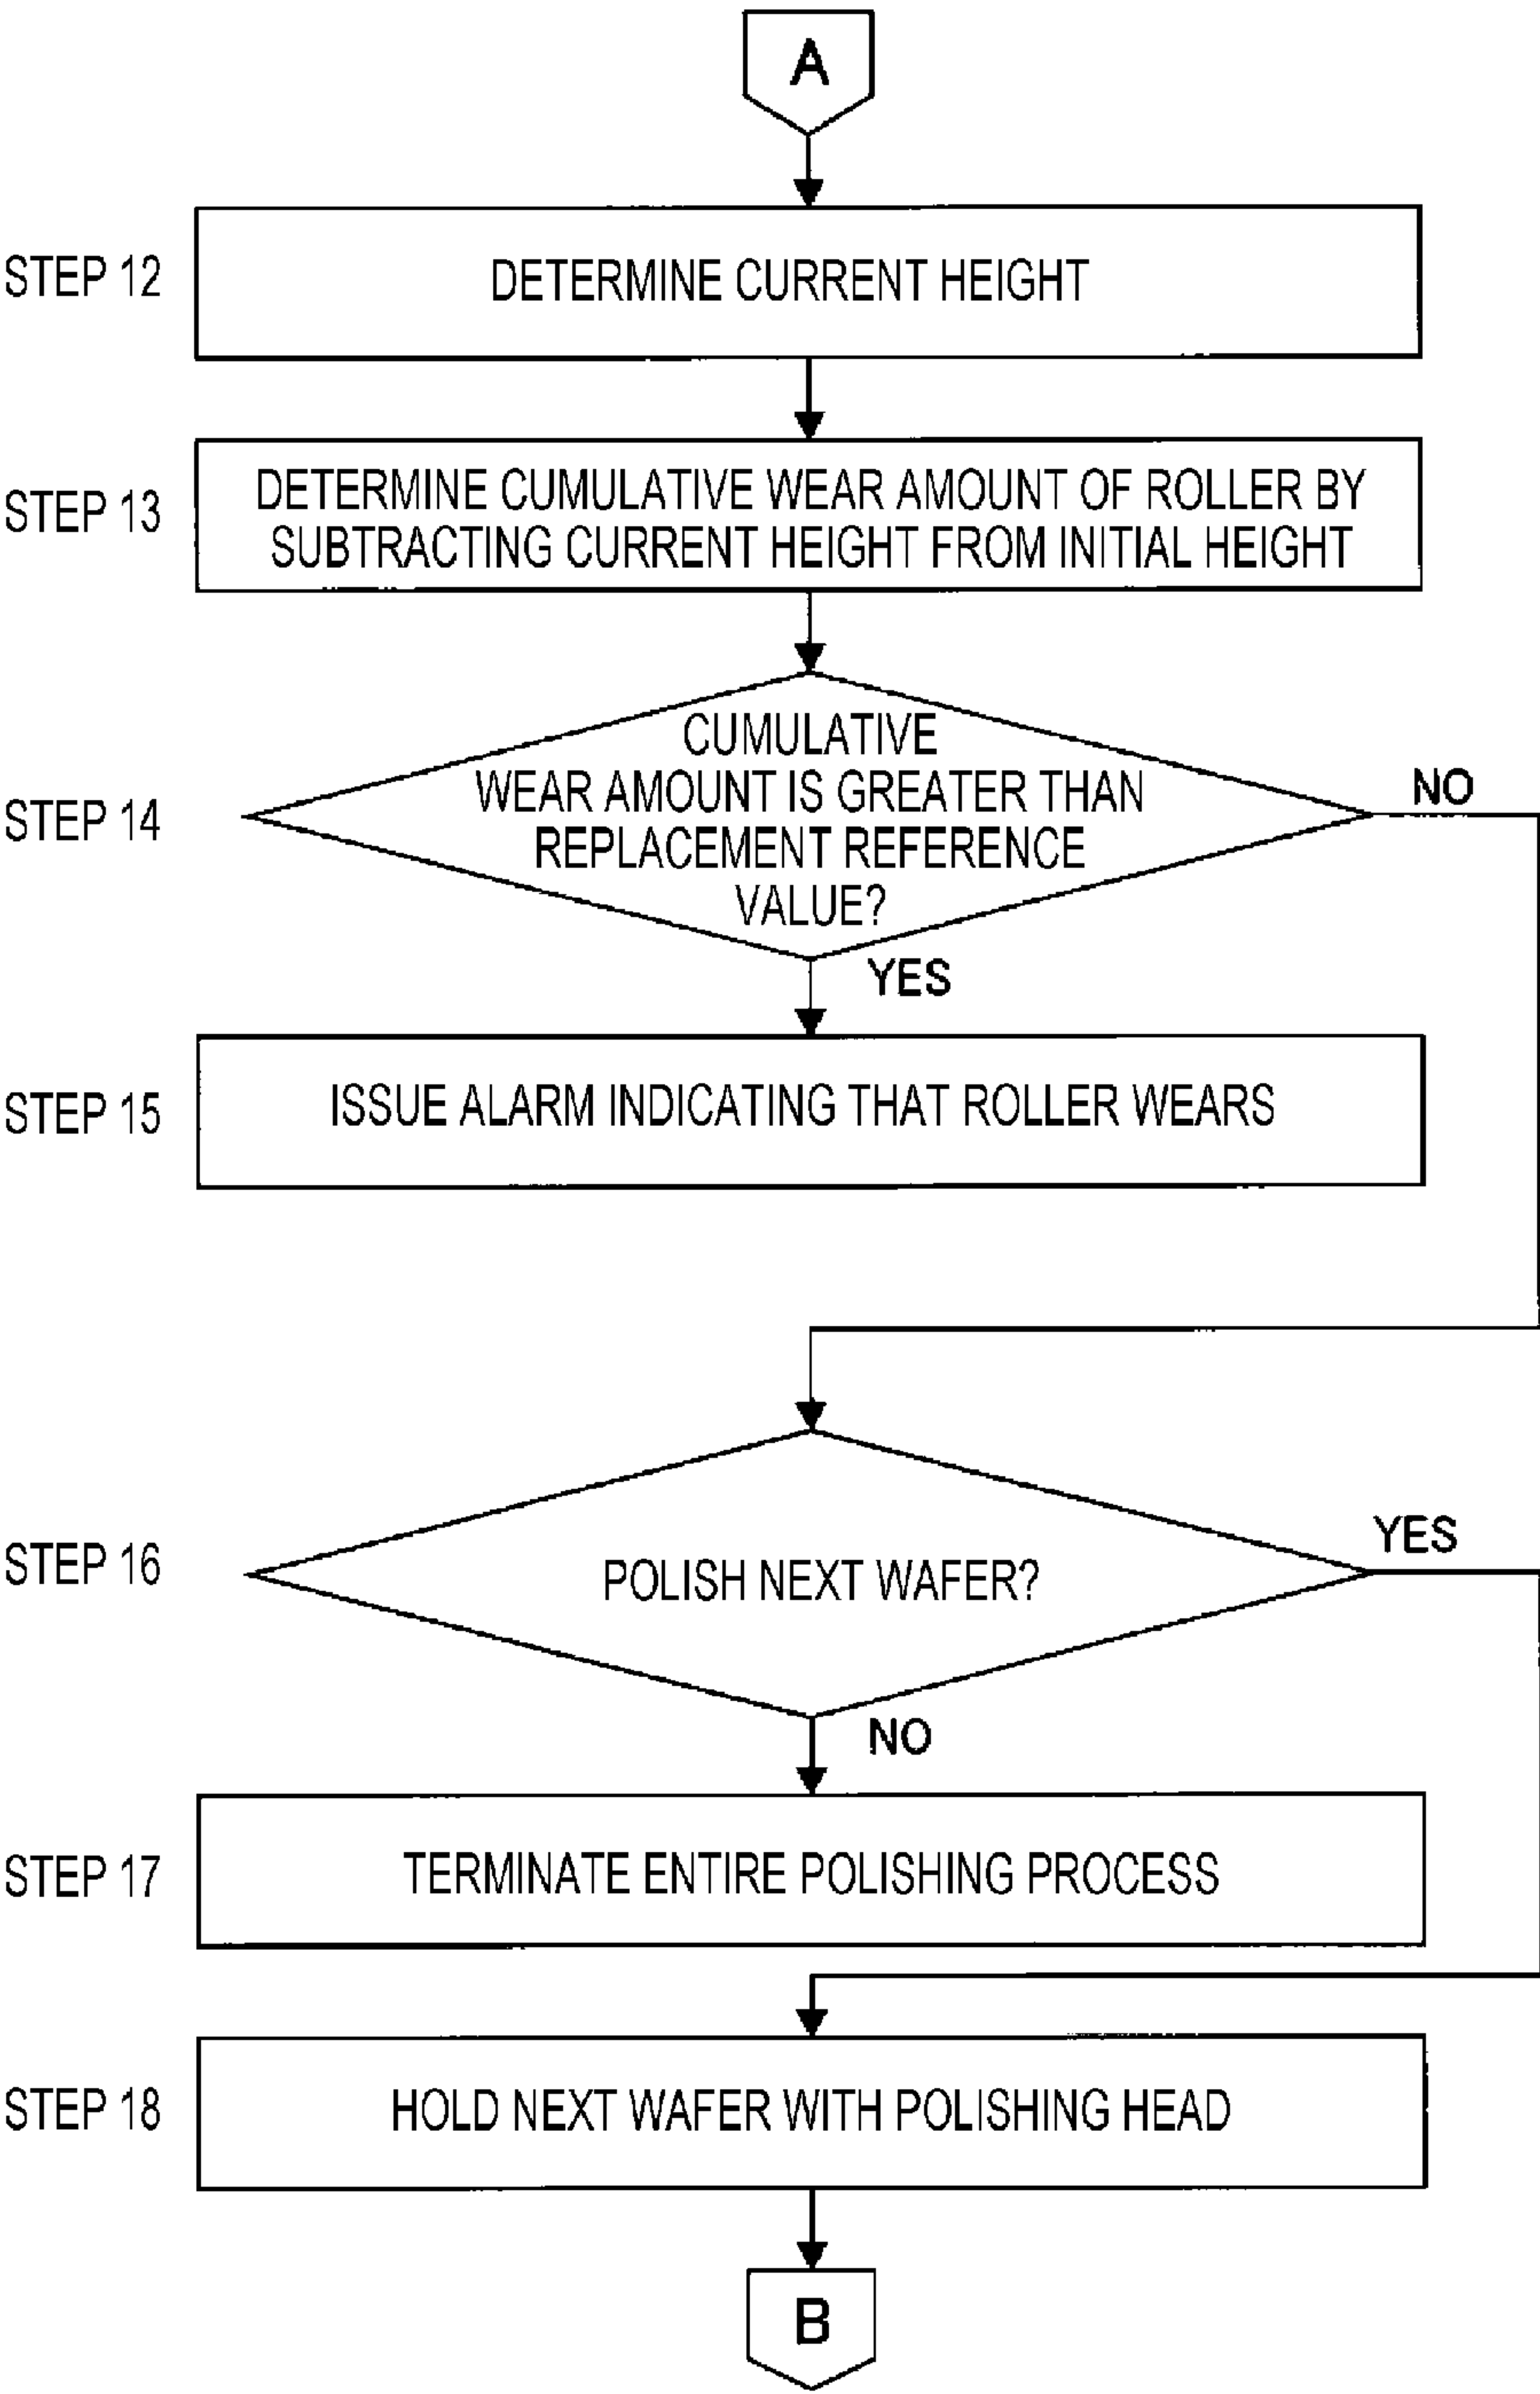 A
STEP 12
DETERMINE CURRENT HEIGHT
STEP 13
DETERMINE CUMULATIVE WEAR AMOUNT OF ROLLER BY
SUBTRACTING CURRENT HEIGHT FROM INITIAL HEIGHT
STEP 14
CUMULATIVE
WEAR AMOUNT IS GREATER THAN
REPLACEMENT REFERENCE
VALUE?
NO
YES
STEP 15
ISSUE ALARM INDICATING THAT ROLLER WEARS
STEP 16
POLISH NEXT WAFER?
YES
NO
STEP 17
TERMINATE ENTIRE POLISHING PROCESS
STEP 18
HOLD NEXT WAFER WITH POLISHING HEAD
B